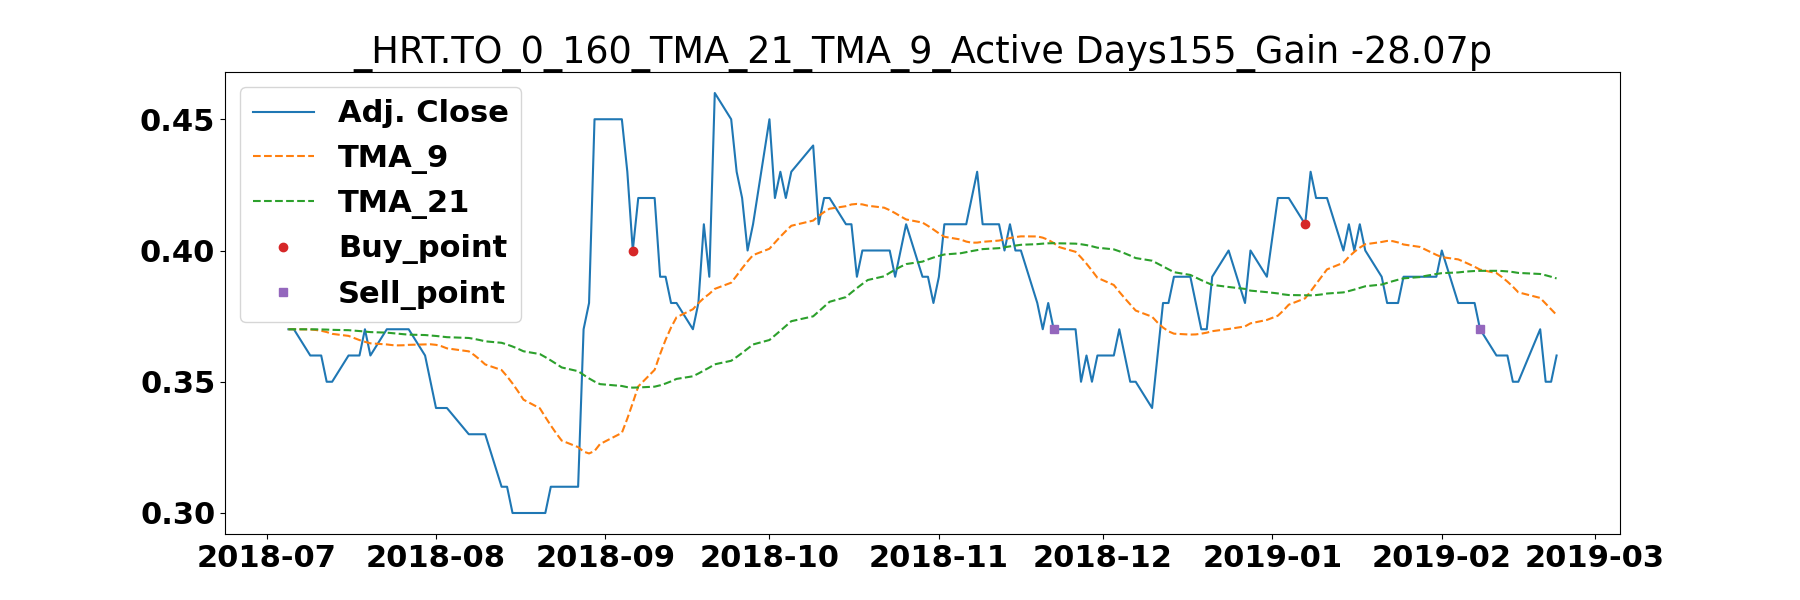 _HRT.TO_0_160_TMA_21_TMA_9_Active Days155_Gain -28.07p
Adj. Close
TMA_9
TMA_21
Buy_point
Sell_point
0.45
0.40
0.35
0.30
2018-07 2018-08 2018-09 2018-10 2018-11 2018-12 2019-01 2019-02 2019-03